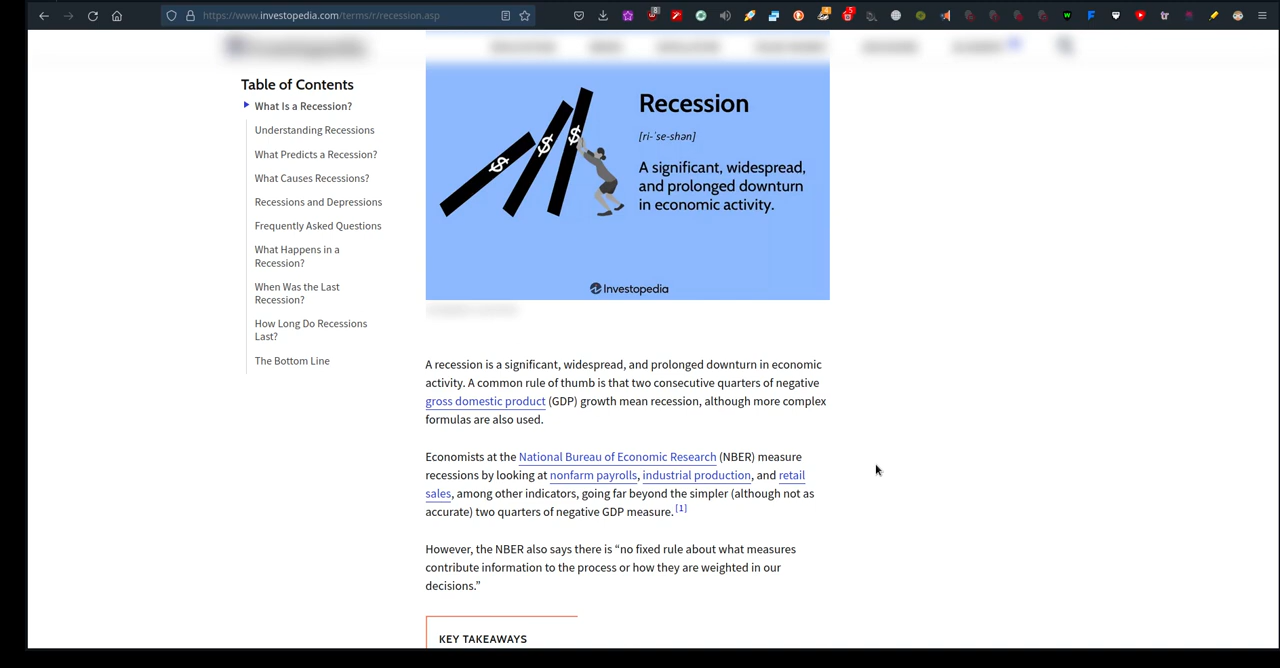 https://www.investopedia.com/terms/r/recession.asp
Table of Contents
What Is a Recession?
Understanding Recessions
What Predicts a Recession?
What Causes Recessions?
Recessions and Depressions
Frequently Asked Questions
What Happens in a
Recession?
When Was the Last
Recession?
How Long Do Recessions
Last?
The Bottom Line
Recession
[ri-ˈse-shən]
A significant, widespread,
and prolonged downturn
in economic activity.
Investopedia
A recession is a significant, widespread, and prolonged downturn in economic
activity. A common rule of thumb is that two consecutive quarters of negative
gross domestic product (GDP) growth mean recession, although more complex
formulas are also used.
Economists at the National Bureau of Economic Research (NBER) measure
recessions by looking at nonfarm payrolls, industrial production, and retail
sales, among other indicators, going far beyond the simpler (although not as
accurate) two quarters of negative GDP measure. [1]
However, the NBER also says there is “no fixed rule about what measures
contribute information to the process or how they are weighted in our
decisions.”
KEY TAKEAWAYS